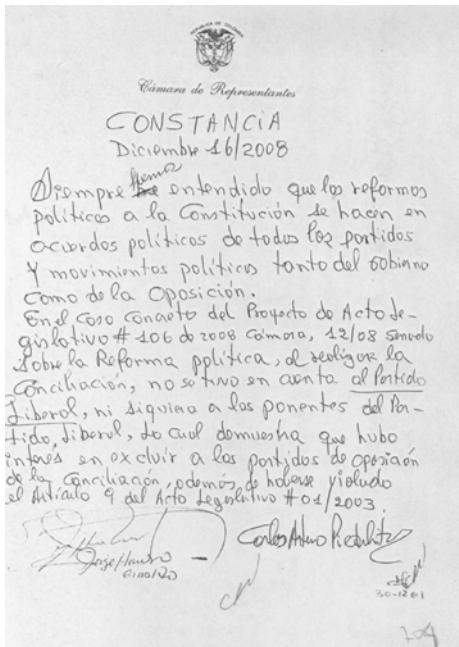 REPUBLICA DE COLOMBIA
Cámara de Representantes
CONSTANCIA
Diciembre 16/2008
Siempre hemos entendido que las reformas
políticas a la Constitución se hacen en
acuerdos políticos de todos los partidos
y movimientos políticos tanto del Gobierno
como de la Oposición.
En el Caso Concreto del Proyecto de Acto Le-
gislativo # 106 de 2008 Cámara, 12/08 Senado
sobre la Reforma política, al realizar la
Conciliación, no se tuvo en cuenta al Partido
Liberal, ni siquiera a los ponentes del Par-
tido, Liberal, Lo cual demuestra que hubo
interes en excluir a los partidos de oposición
de la Conciliación, además, de haberse violado
el Artículo 9 del Acto Legislativo #01/2003.
Carlos Arturo Piedrahita
Jorge Homero
Giraldo